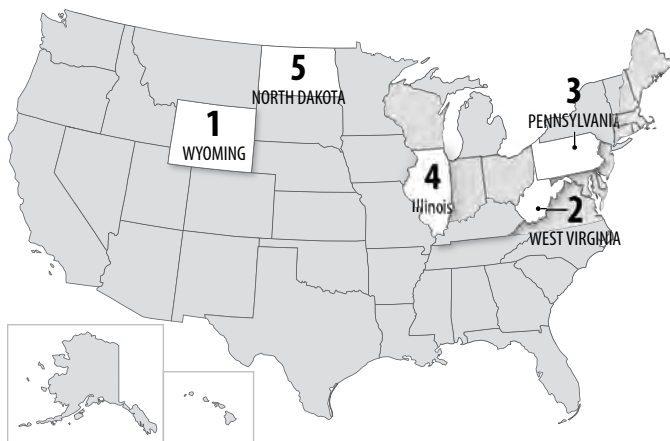 5
NORTH DAKOTA
3
PENNSYLVANIA
1
WYOMING
4
Illinois
2
WEST VIRGINIA